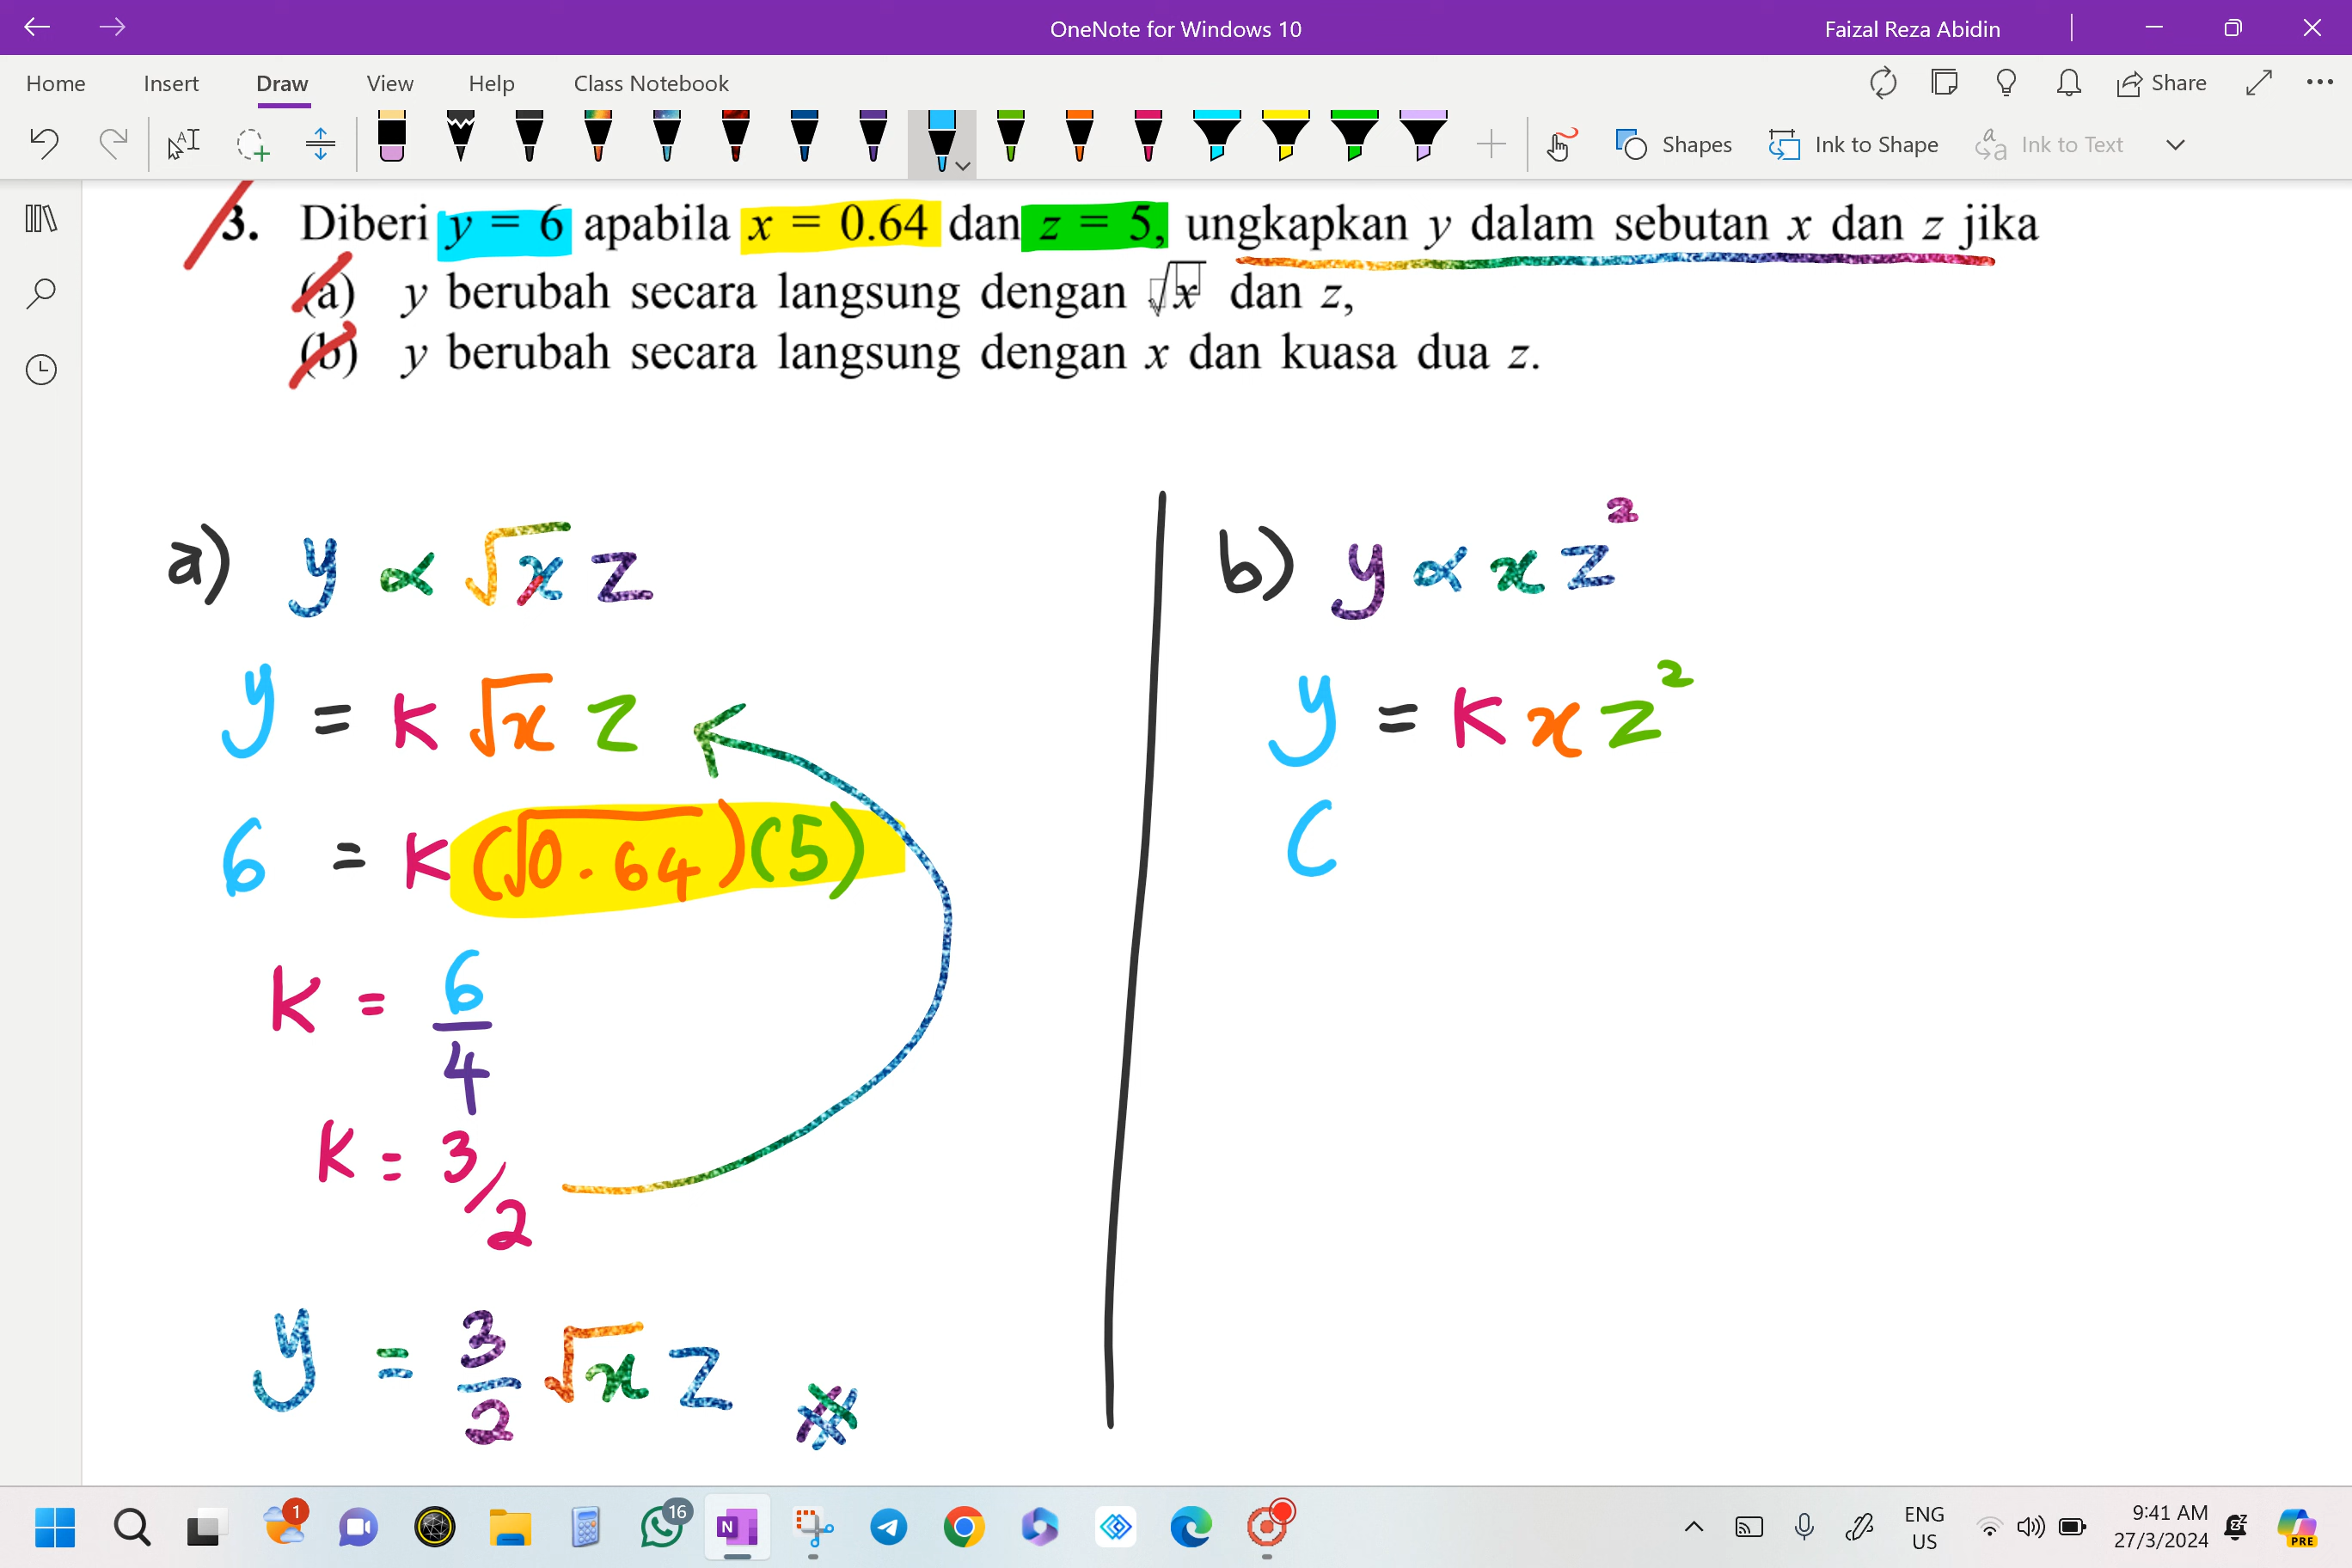 OneNote for Windows 10
Faizal Reza Abidin
Home Insert Draw View Help Class Notebook
Share
Shapes Ink to Shape Ink to Text
3. Diberi y = 6 apabila x = 0.64 dan z = 5, ungkapkan y dalam sebutan x dan z jika
(a) y berubah secara langsung dengan √x dan z,
(b) y berubah secara langsung dengan x dan kuasa dua z.
a) y ∝ √x z
y = k √x z
6 = k (√0.64)(5)
k = 6/4
k = 3/2
y = 3/2 √x z
b) y ∝ x z²
y = k x z²
1
16
N
ENG
US
9:41 AM
27/3/2024
PRE